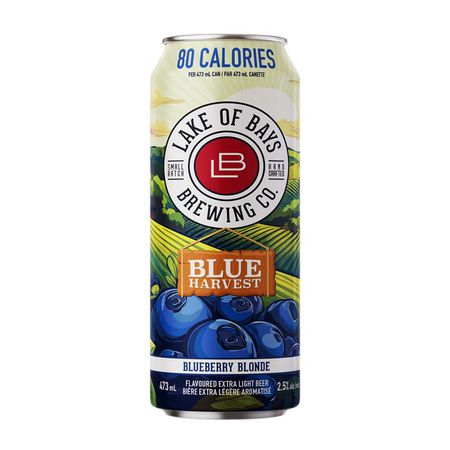 80 CALORIES
PER 473 mL CAN / PAR 473 mL CANETTE
LAKE OF BAYS
SMALL BATCH
LB
HAND CRAFTED
BREWING CO.
BLUE
HARVEST
BLUEBERRY BLONDE
473 mL
FLAVOURED EXTRA LIGHT BEER
BIÈRE EXTRA LÉGÈRE AROMATISÉE
2.5%